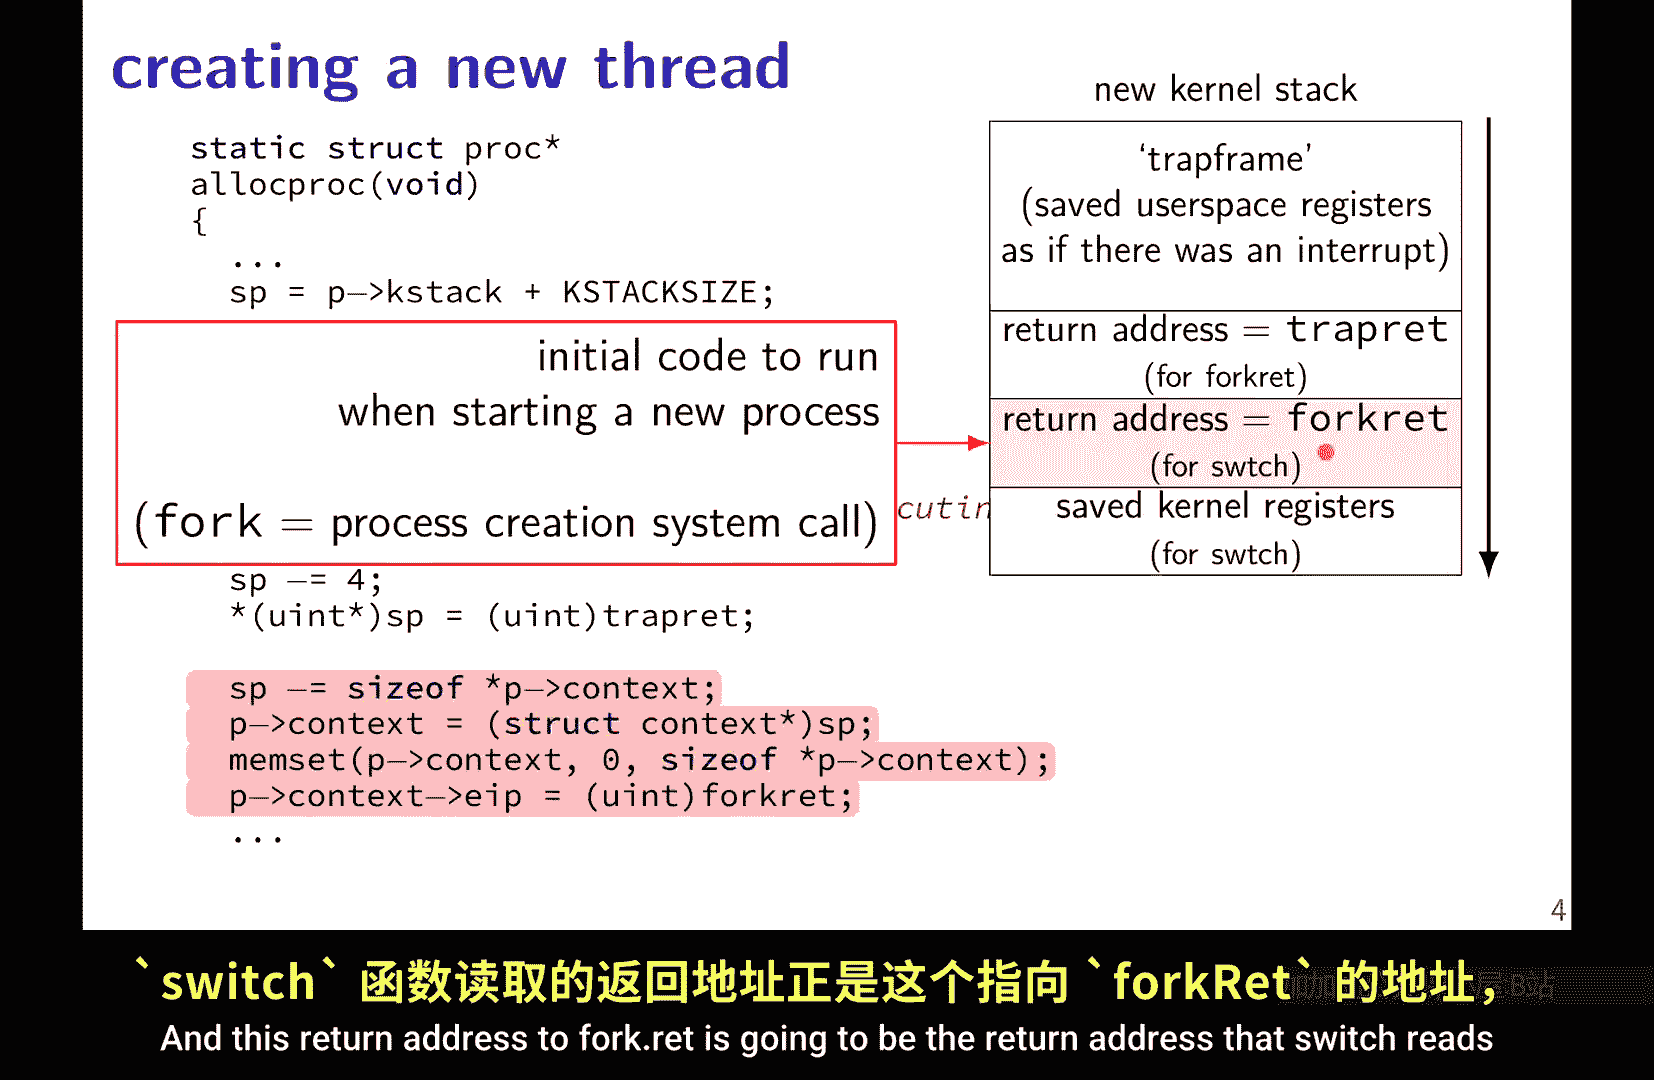 creating a new thread
static struct proc*
allocproc(void)
{
...
sp = p—>kstack + KSTACKSIZE;
initial code to run
when starting a new process
(fork = process creation system call)
cutin
sp —= 4;
*(uint*)sp = (uint)trapret;
sp —= sizeof *p—>context;
p—>context = (struct context*)sp;
memset(p—>context, 0, sizeof *p—>context);
p—>context—>eip = (uint)forkret;
...
new kernel stack
‘trapframe’
(saved userspace registers
as if there was an interrupt)
return address = trapret
(for forkret)
return address = forkret
(for swtch)
saved kernel registers
(for swtch)
4
`switch` 函数读取的返回地址正是这个指向 `forkRet` 的地址，
And this return address to fork.ret is going to be the return address that switch reads